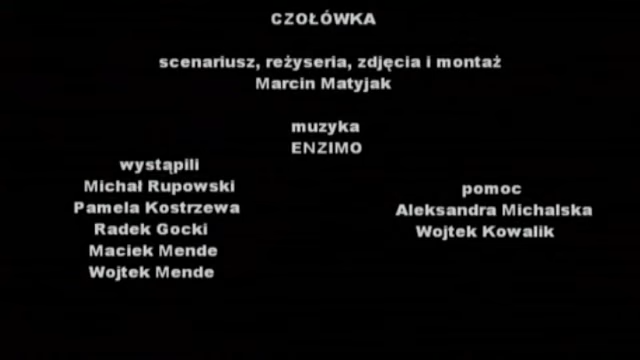 CZOŁÓWKA
scenariusz, reżyseria, zdjęcia i montaż
Marcin Matyjak
muzyka
ENZIMO
wystąpili
Michał Rupowski
Pamela Kostrzewa
Radek Gocki
Maciek Mende
Wojtek Mende
pomoc
Aleksandra Michalska
Wojtek Kowalik